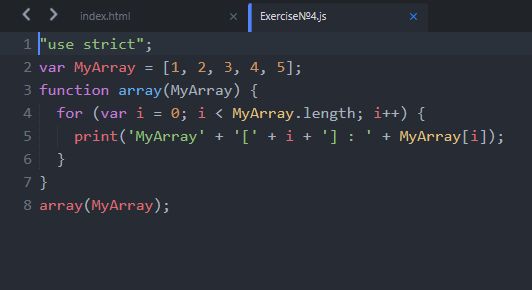 index.html × ExerciseN84.js ×
1 "use strict";
2 var MyArray = [1, 2, 3, 4, 5];
3 function array(MyArray) {
4   for (var i = 0; i < MyArray.length; i++) {
5     print('MyArray' + '[' + i + '] : ' + MyArray[i]);
6   }
7 }
8 array(MyArray);